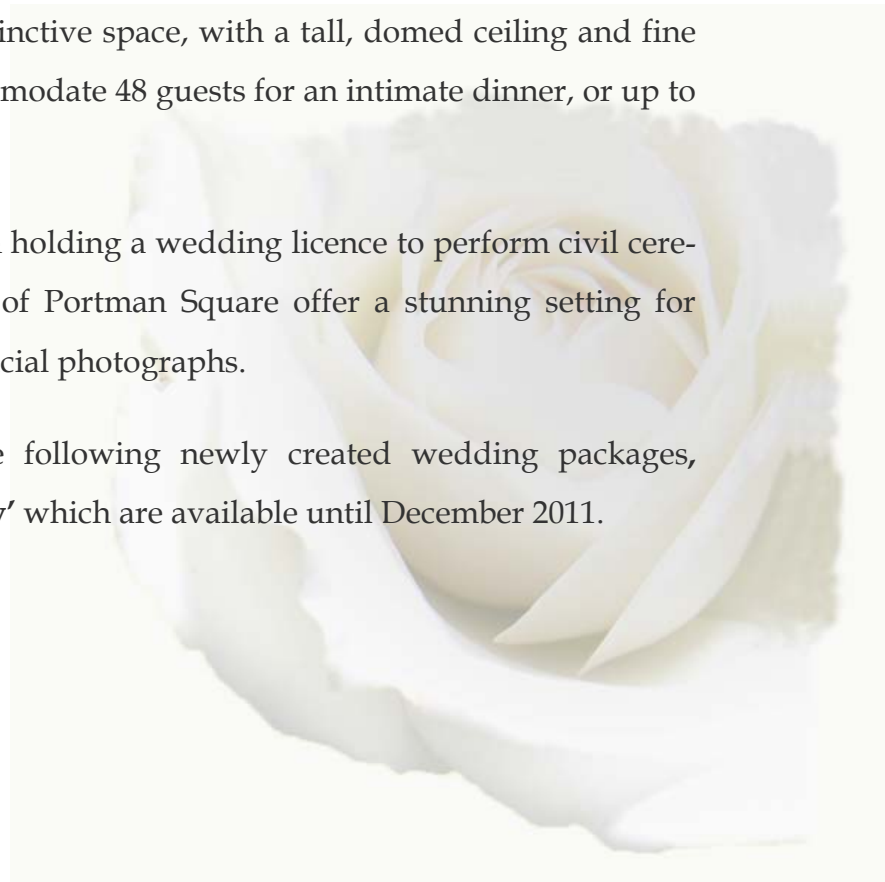 inctive space, with a tall, domed ceiling and fine
modate 48 guests for an intimate dinner, or up to
holding a wedding licence to perform civil cere-
of Portman Square offer a stunning setting for
cial photographs.
following newly created wedding packages,
y’ which are available until December 2011.